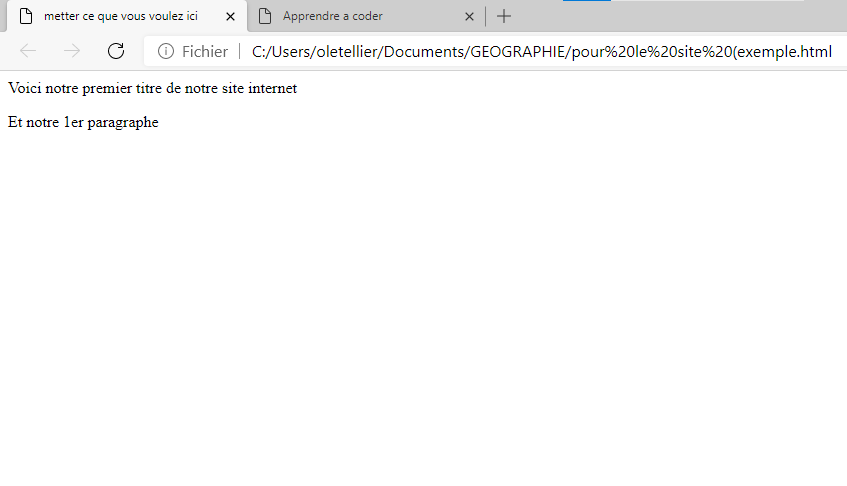 metter ce que vous voulez ici
Apprendre a coder
Fichier C:/Users/oletellier/Documents/GEOGRAPHIE/pour%20le%20site%20(exemple.html
Voici notre premier titre de notre site internet
Et notre 1er paragraphe